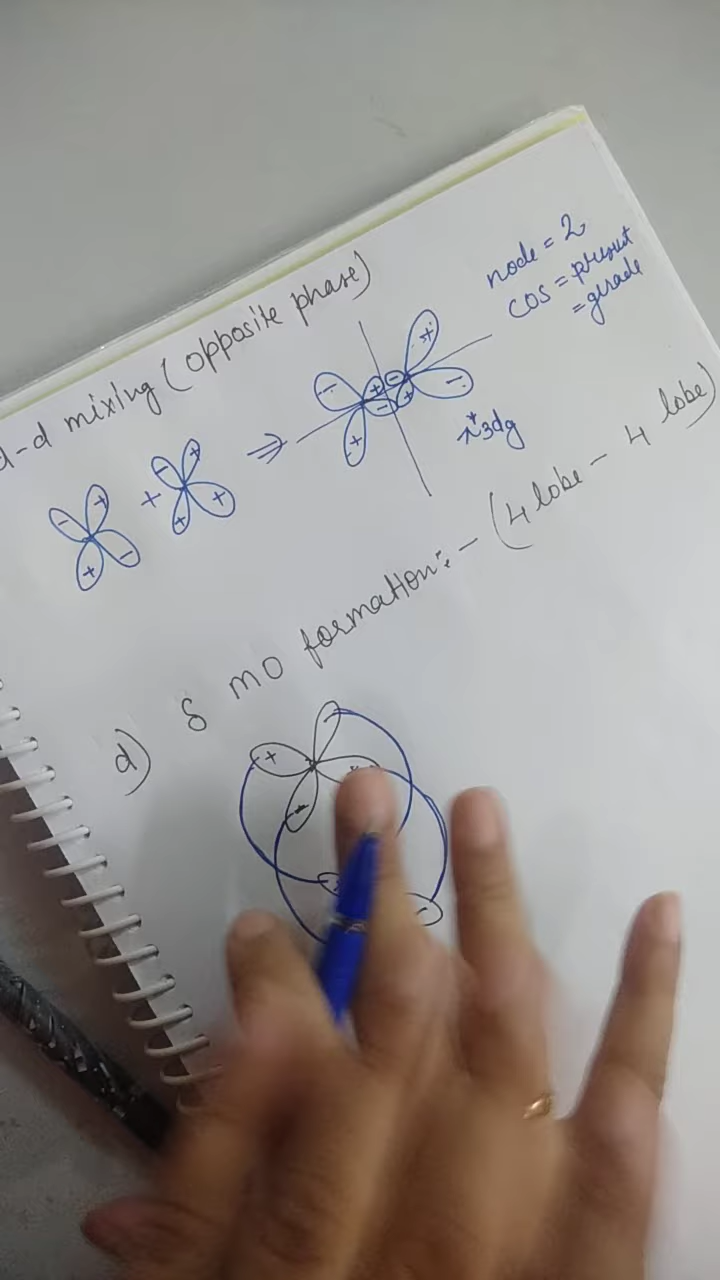 d-d mixing (opposite phase)
node = 2
cos = present
= gerade
- + + - + - + + +
⇒
- + - + - + + -
π*3dg
d) δ MO formation:- (4 lobe - 4 lobe)
+ -
-